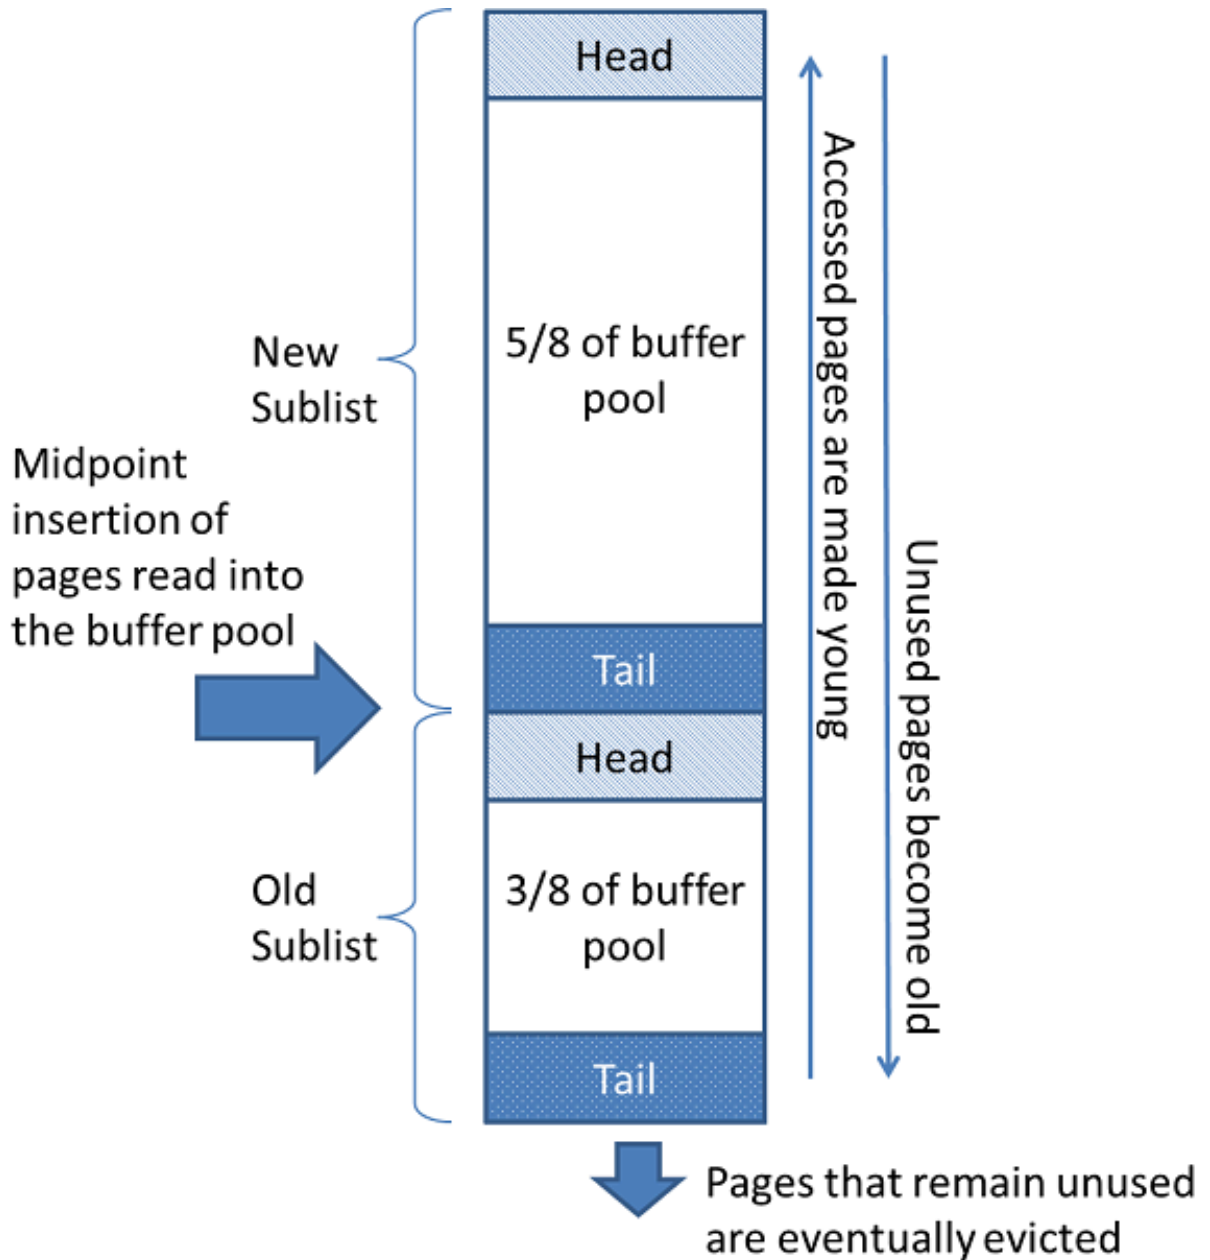 Head
5/8 of buffer
pool
New
Sublist
Midpoint
insertion of
pages read into
the buffer pool
Tail
Head
Old
Sublist
3/8 of buffer
pool
Tail
Accessed pages are made young
Unused pages become old
Pages that remain unused
are eventually evicted